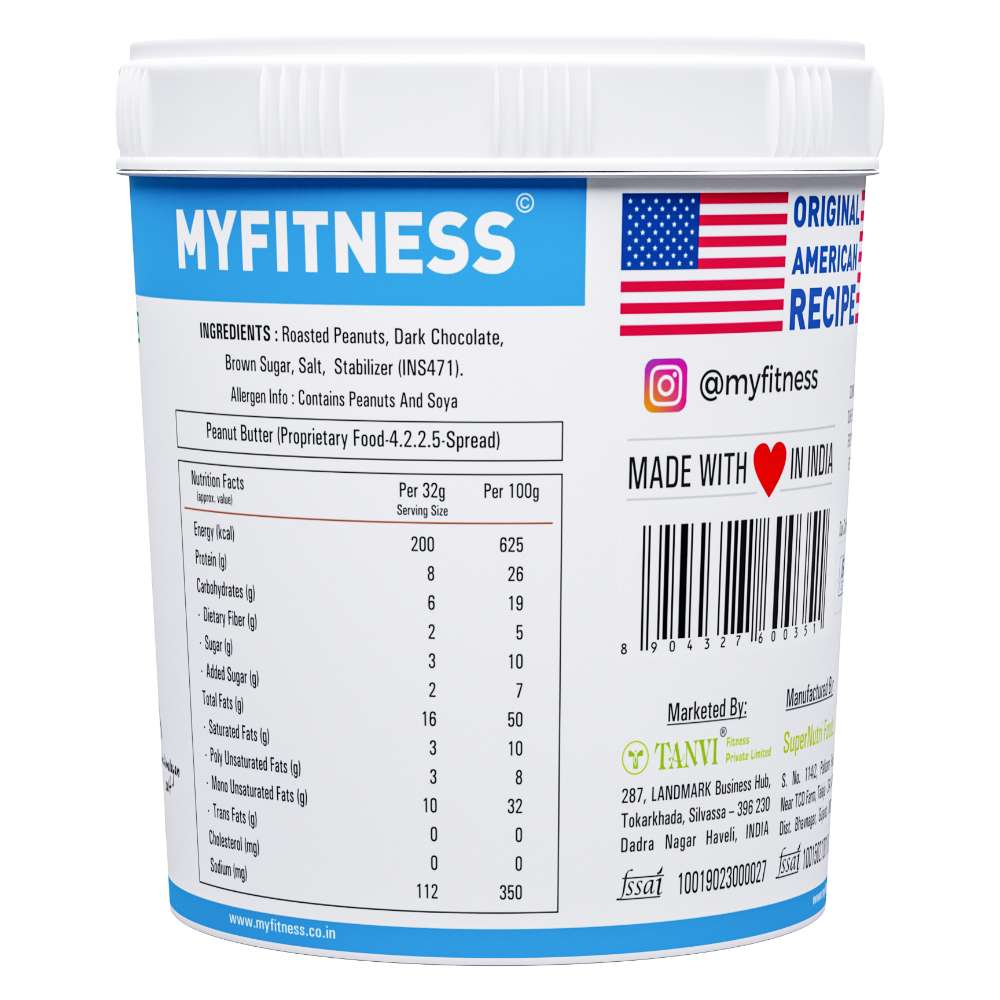 MYFITNESS©
INGREDIENTS : Roasted Peanuts, Dark Chocolate,
Brown Sugar, Salt, Stabilizer (INS471).
Allergen Info : Contains Peanuts And Soya
Peanut Butter (Proprietary Food-4.2.2.5-Spread)
Nutrition Facts
(approx. value)
Per 32g
Serving Size
Per 100g
Energy (kcal) 200 625
Protein (g) 8 26
Carbohydrates (g) 6 19
- Dietary Fiber (g) 2 5
- Sugar (g) 3 10
- Added Sugar (g) 2 7
Total Fats (g) 16 50
- Saturated Fats (g) 3 10
- Poly Unsaturated Fats (g) 3 8
- Mono Unsaturated Fats (g) 10 32
- Trans Fats (g) 0 0
Cholesterol (mg) 0 0
Sodium (mg) 112 350
www.myfitness.co.in
ORIGINAL
AMERICAN
RECIPE
@myfitness
MADE WITH IN INDIA
8 904327 600351
Marketed By:
TANVI® Fitness
Private Limited
287, LANDMARK Business Hub,
Tokarkhada, Silvassa – 396 230
Dadra Nagar Haveli, INDIA
fssai 10019023000027
Manufactured By
SuperNutri
S. No.
Near
Dist. Bhavnagar,
fssai